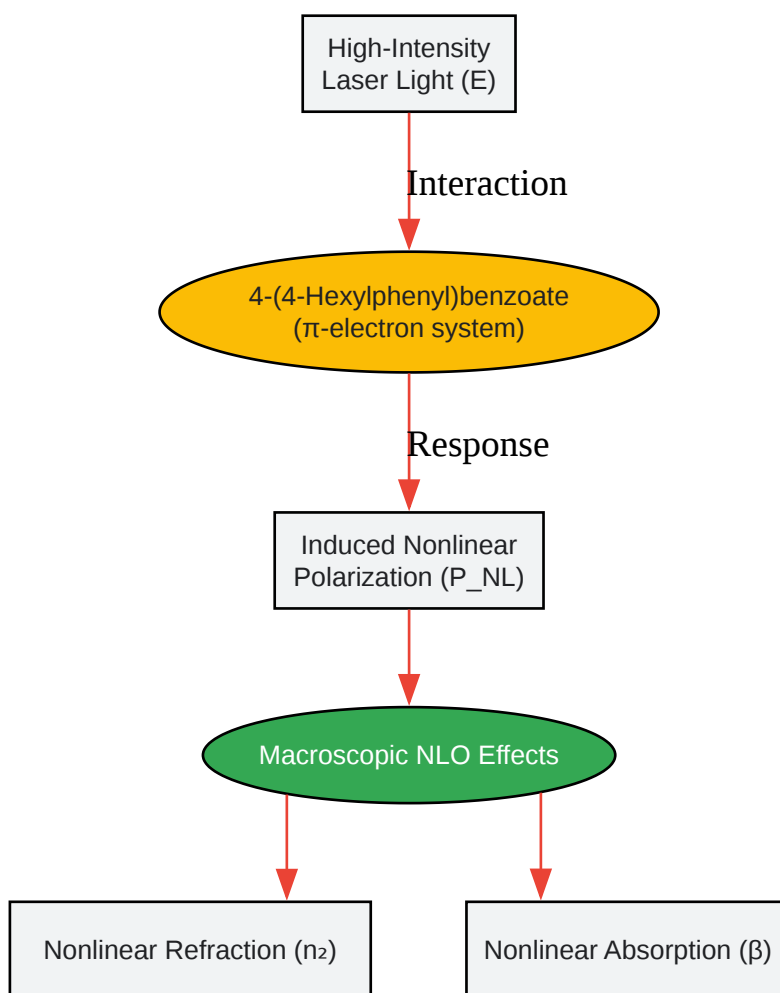 High-Intensity
Laser Light (E)
Interaction
4-(4-Hexylphenyl)benzoate
(π-electron system)
Response
Induced Nonlinear
Polarization (P_NL)
Macroscopic NLO Effects
Nonlinear Refraction (n₂)
Nonlinear Absorption (β)